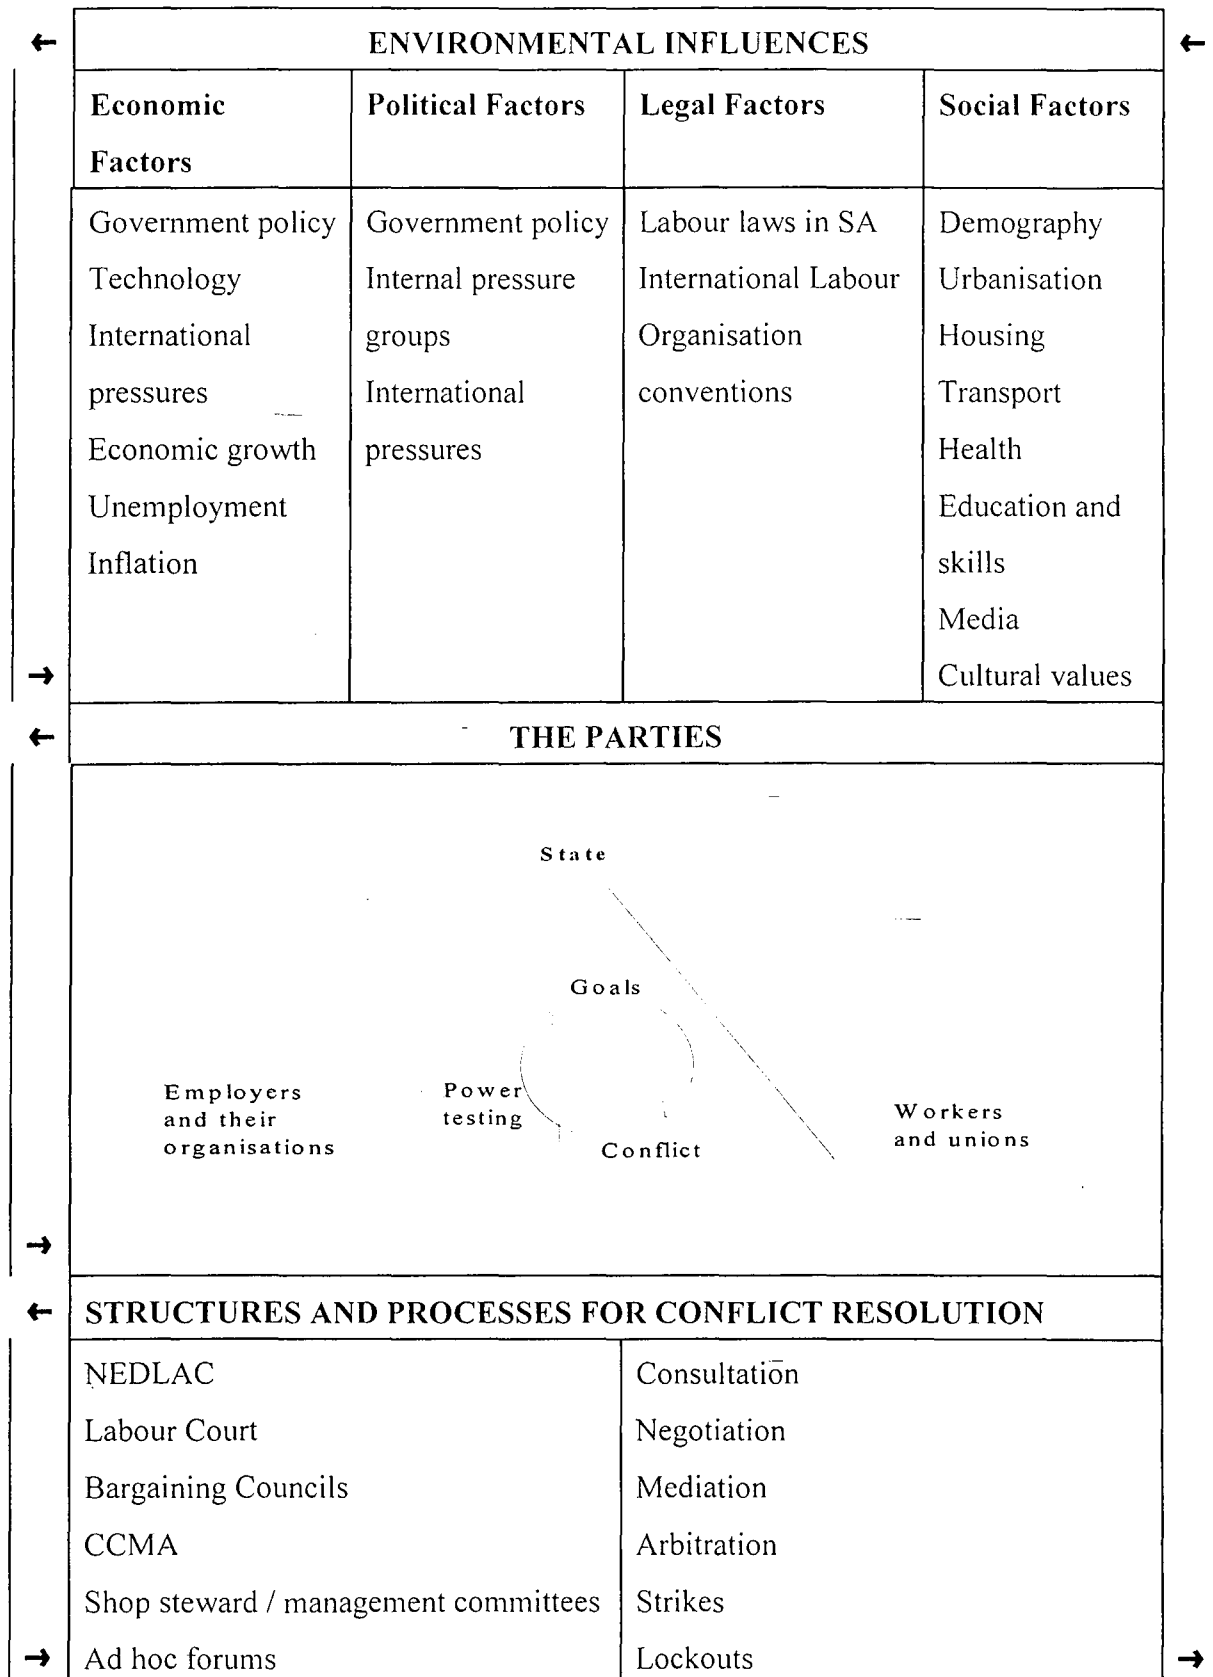 ENVIRONMENTAL INFLUENCES
Economic
Factors
Political Factors
Legal Factors
Social Factors
Government policy
Technology
International
pressures
Economic growth
Unemployment
Inflation
Government policy
Internal pressure
groups
International
pressures
Labour laws in SA
International Labour
Organisation
conventions
Demography
Urbanisation
Housing
Transport
Health
Education and
skills
Media
Cultural values
THE PARTIES
State
Goals
Employers
and their
organisations
Power
testing
Conflict
Workers
and unions
STRUCTURES AND PROCESSES FOR CONFLICT RESOLUTION
NEDLAC
Labour Court
Bargaining Councils
CCMA
Shop steward / management committees
Ad hoc forums
Consultation
Negotiation
Mediation
Arbitration
Strikes
Lockouts